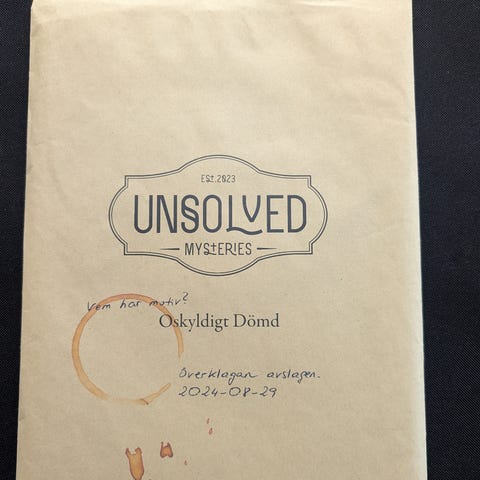 Est.2023
UNSOLVED
MYStERIES
Vem har motiv?
Oskyldigt Dömd
Överklagan avslagen.
2024-08-29